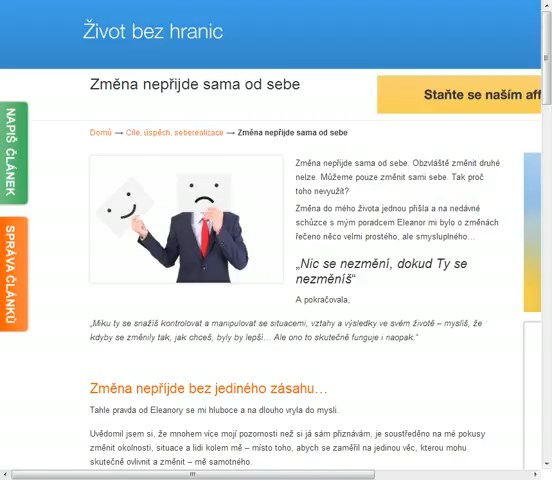 Život bez hranic
Změna nepřijde sama od sebe
Staňte se naším aff
NAPIŠ ČLÁNEK
SPRÁVA ČLÁNKŮ
Domů → Cíle, úspěch, seberealizace → Změna nepřijde sama od sebe
Změna nepřijde sama od sebe. Obzvláště změnit druhé
nelze. Můžeme pouze změnit sami sebe. Tak proč
toho nevyužít?
Změna do mého života jednou přišla a na nedávné
schůzce s mým poradcem Eleanor mi bylo o změnách
řečeno něco velmi prostého, ale smysluplného…
„Nic se nezmění, dokud Ty se
nezměníš“
A pokračovala,
„Miku ty se snažíš kontrolovat a manipulovat se situacemi, vztahy a výsledky ve svém životě – myslíš, že
kdyby se změnily tak, jak chceš, byly by lepší… Ale ono to skutečně funguje i naopak.“
Změna nepřijde bez jediného zásahu…
Tahle pravda od Eleanory se mi hluboce a na dlouho vryla do mysli.
Uvědomil jsem si, že mnohem více mojí pozornosti než si já sám přiznávám, je soustředěno na mé pokusy
změnit okolnosti, situace a lidi kolem mě – místo toho, abych se zaměřil na jedinou věc, kterou mohu
skutečně ovlivnit a změnit – mě samotného.